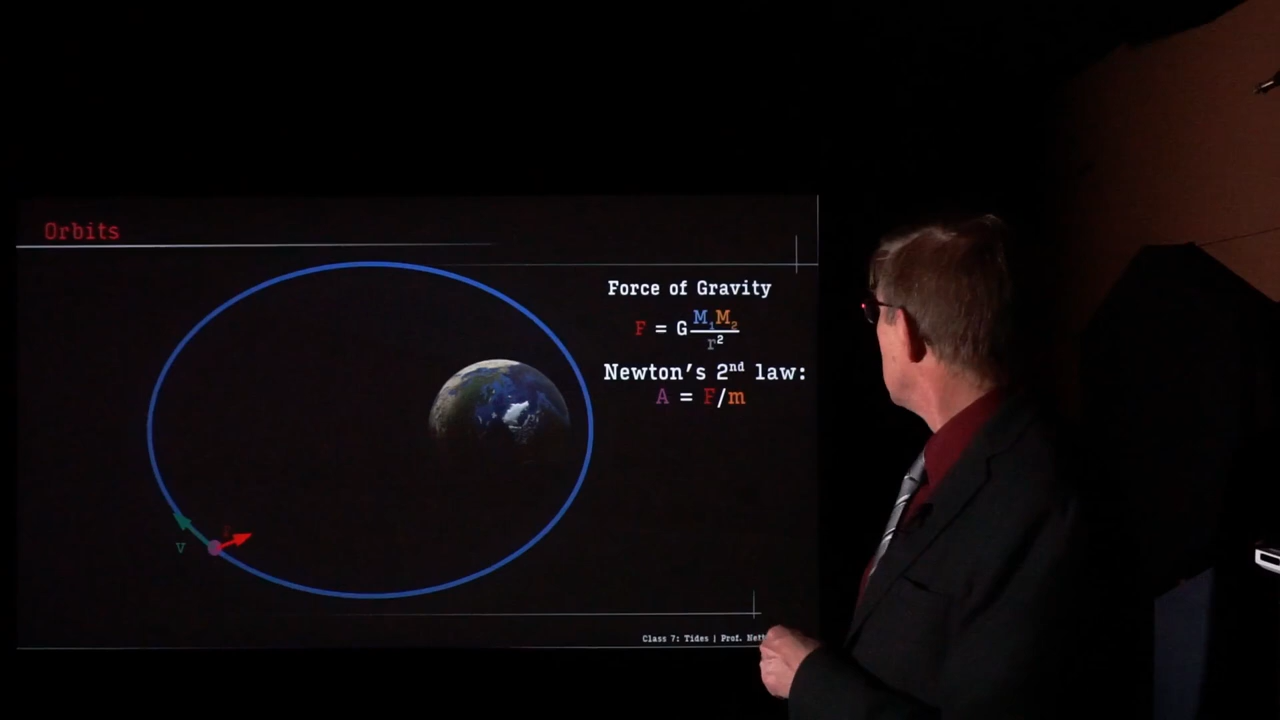 Orbits
Force of Gravity
F = G M₁M₂ / r²
Newton's 2ⁿᵈ law:
A = F/m
V
Class 7: Tides | Prof.